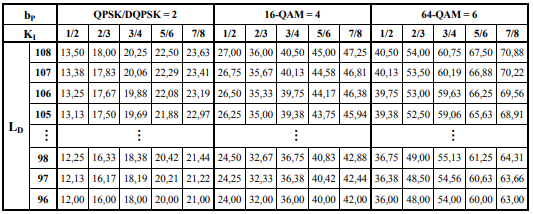 bP QPSK/DQPSK = 2 16-QAM = 4 64-QAM = 6
KI 1/2 2/3 3/4 5/6 7/8 1/2 2/3 3/4 5/6 7/8 1/2 2/3 3/4 5/6 7/8
108 13,50 18,00 20,25 22,50 23,63 27,00 36,00 40,50 45,00 47,25 40,50 54,00 60,75 67,50 70,88
107 13,38 17,83 20,06 22,29 23,41 26,75 35,67 40,13 44,58 46,81 40,13 53,50 60,19 66,88 70,22
106 13,25 17,67 19,88 22,08 23,19 26,50 35,33 39,75 44,17 46,38 39,75 53,00 59,63 66,25 69,56
105 13,13 17,50 19,69 21,88 22,97 26,25 35,00 39,38 43,75 45,94 39,38 52,50 59,06 65,63 68,91
LD ⋮ ⋮ ⋮ ⋮
98 12,25 16,33 18,38 20,42 21,44 24,50 32,67 36,75 40,83 42,88 36,75 49,00 55,13 61,25 64,31
97 12,13 16,17 18,19 20,21 21,22 24,25 32,33 36,38 40,42 42,44 36,38 48,50 54,56 60,63 63,66
96 12,00 16,00 18,00 20,00 21,00 24,00 32,00 36,00 40,00 42,00 36,00 48,00 54,00 60,00 63,00